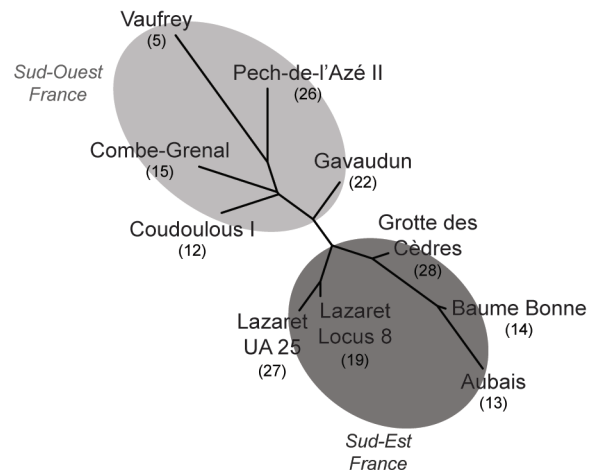 Vaufrey
(5)
Sud-Ouest
France
Pech-de-l'Azé II
(26)
Combe-Grenal
(15)
Gavaudun
(22)
Coudoulous I
(12)
Grotte des
Cèdres
(28)
Lazaret
UA 25
(27)
Lazaret
Locus 8
(19)
Baume Bonne
(14)
Aubais
(13)
Sud-Est
France